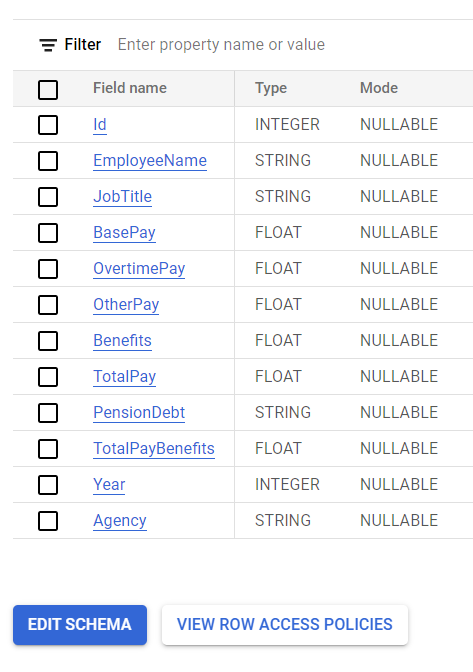 Filter Enter property name or value
Field name Type Mode
Id INTEGER NULLABLE
EmployeeName STRING NULLABLE
JobTitle STRING NULLABLE
BasePay FLOAT NULLABLE
OvertimePay FLOAT NULLABLE
OtherPay FLOAT NULLABLE
Benefits FLOAT NULLABLE
TotalPay FLOAT NULLABLE
PensionDebt STRING NULLABLE
TotalPayBenefits FLOAT NULLABLE
Year INTEGER NULLABLE
Agency STRING NULLABLE
EDIT SCHEMA VIEW ROW ACCESS POLICIES